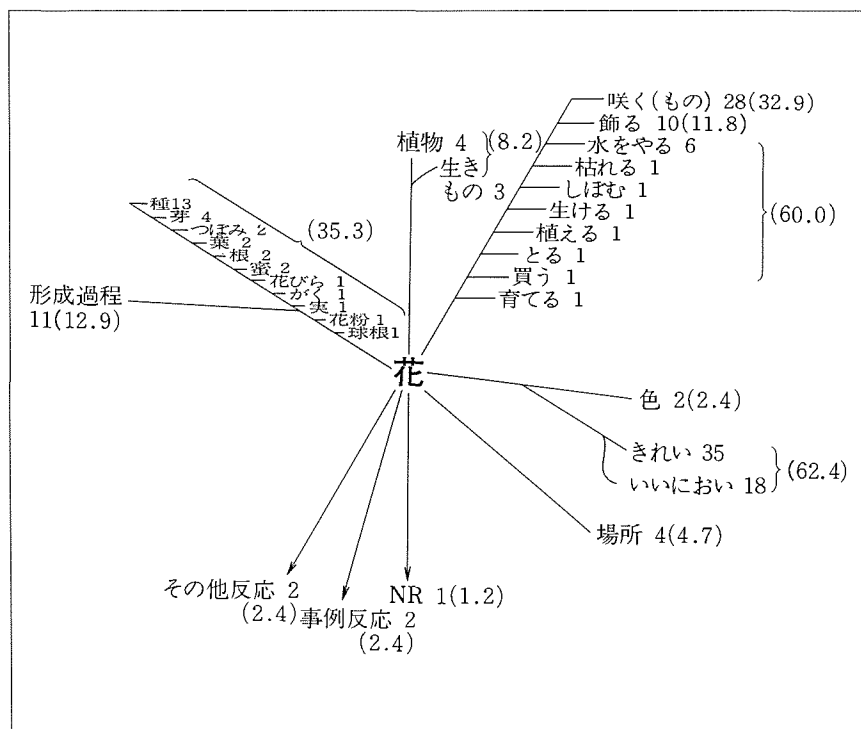 咲く(もの) 28(32.9)
飾る 10(11.8)
水をやる 6
枯れる 1
しぼむ 1
生ける 1
植える 1
とる 1
買う 1
育てる 1
(60.0)
植物 4
生き
もの 3
(8.2)
種13
芽 4
つぼみ 2
葉 2
根 2
蜜 2
花びら 1
がく 1
実 1
花粉 1
球根1
(35.3)
形成過程
11(12.9)
花
色 2(2.4)
きれい 35
いいにおい 18
(62.4)
場所 4(4.7)
その他反応 2
(2.4)
事例反応 2
(2.4)
NR 1(1.2)